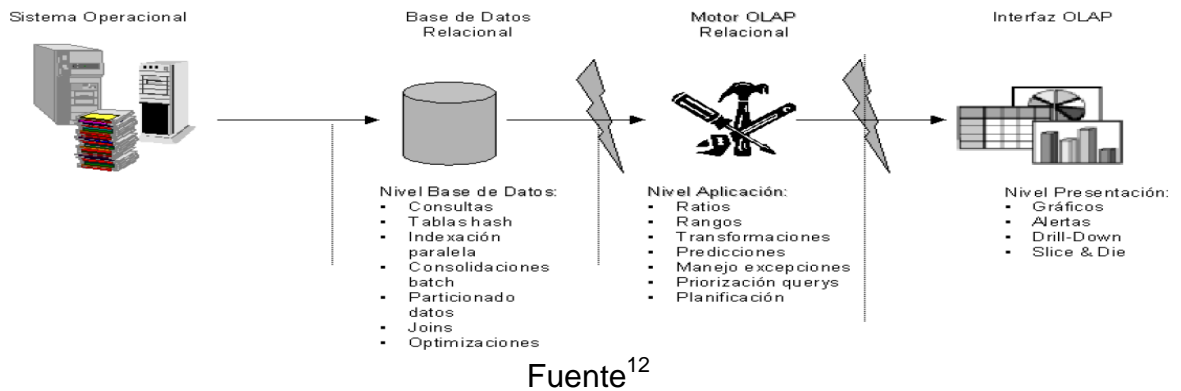 Sistema Operacional
Base de Datos
Relacional
Motor OLAP
Relacional
Interfaz OLAP
Nivel Base de Datos:
▪ Consultas
▪ Tablas hash
▪ Indexación
paralela
▪ Consolidaciones
batch
▪ Particionado
datos
▪ Joins
▪ Optimizaciones
Nivel Aplicación:
▪ Ratios
▪ Rangos
▪ Transformaciones
▪ Predicciones
▪ Manejo excepciones
▪ Priorización querys
▪ Planificación
Nivel Presentación:
▪ Gráficos
▪ Alertas
▪ Drill-Down
▪ Slice & Die
Fuente¹²